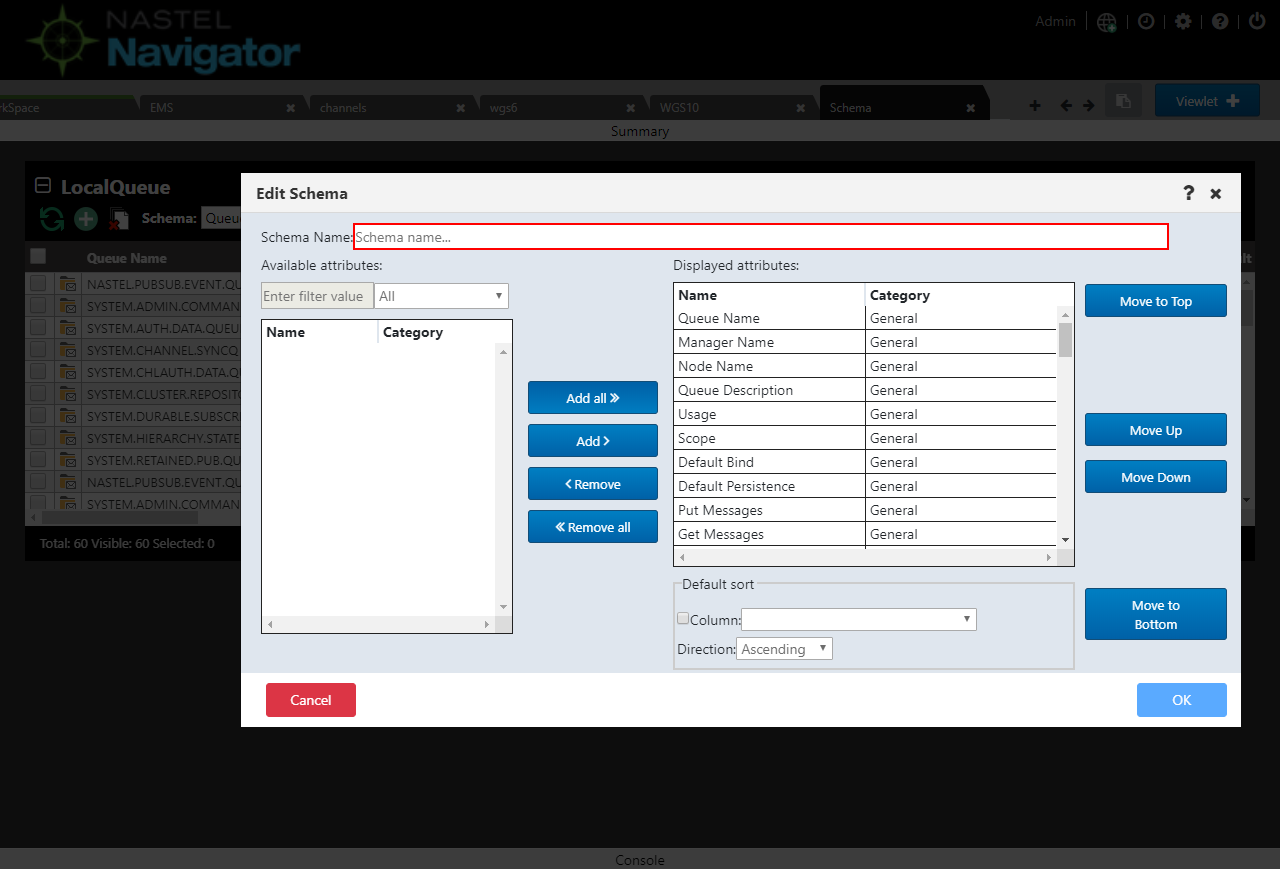 NASTEL
Navigator
Admin
rkSpace
EMS
channels
wgs6
WGS10
Schema
Viewlet
Summary
LocalQueue
Schema: Queu
Queue Name
NASTEL.PUBSUB.EVENT.QU
SYSTEM.ADMIN.COMMAN
SYSTEM.AUTH.DATA.QUEU
SYSTEM.CHANNEL.SYNCQ
SYSTEM.CHLAUTH.DATA.Q
SYSTEM.CLUSTER.REPOSITO
SYSTEM.DURABLE.SUBSCRI
SYSTEM.HIERARCHY.STATE
SYSTEM.RETAINED.PUB.QU
NASTEL.PUBSUB.EVENT.QU
SYSTEM.ADMIN.COMMAN
Total: 60 Visible: 60 Selected: 0
Edit Schema
?
Schema Name: Schema name...
Available attributes:
Enter filter value All
Name Category
Add all
Add
Remove
Remove all
Displayed attributes:
Name Category
Queue Name General
Manager Name General
Node Name General
Queue Description General
Usage General
Scope General
Default Bind General
Default Persistence General
Put Messages General
Get Messages General
Default sort
Column:
Direction: Ascending
Move to Top
Move Up
Move Down
Move to
Bottom
Cancel
OK
Console